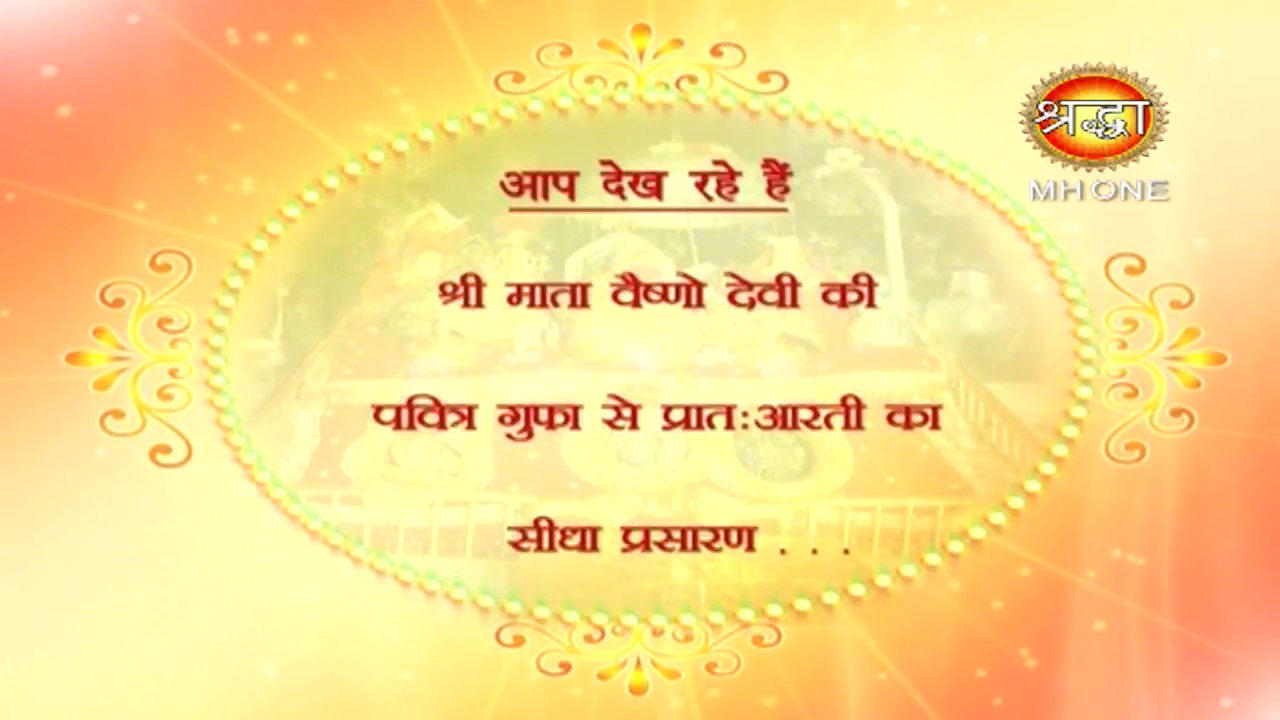 श्रद्धा
MH ONE
आप देख रहे हैं
श्री माता वैष्णो देवी की
पवित्र गुफा से प्रातःआरती का
सीधा प्रसारण . . .